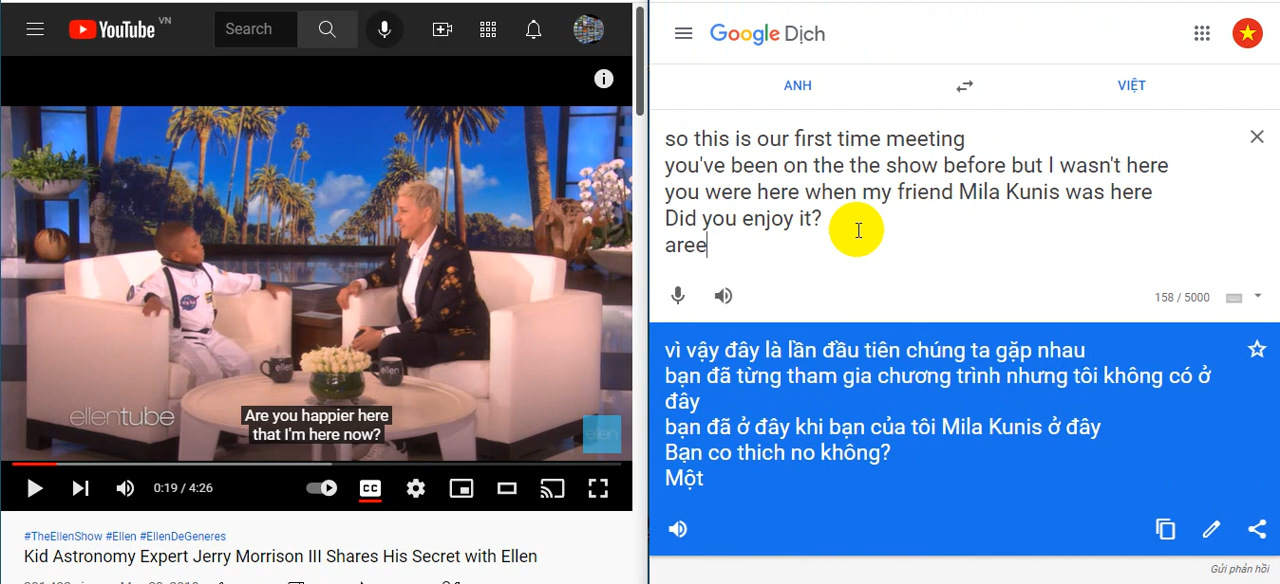 YouTube VN
Search
ellentube
Are you happier here
that I'm here now?
ellen
ellen
0:19 / 4:26
CC
#TheEllenShow #Ellen #EllenDeGeneres
Kid Astronomy Expert Jerry Morrison III Shares His Secret with Ellen
Google Dịch
ANH
VIỆT
so this is our first time meeting
you've been on the the show before but I wasn't here
you were here when my friend Mila Kunis was here
Did you enjoy it?
aree
158 / 5000
vì vậy đây là lần đầu tiên chúng ta gặp nhau
bạn đã từng tham gia chương trình nhưng tôi không có ở
đây
bạn đã ở đây khi bạn của tôi Mila Kunis ở đây
Bạn co thich no không?
Một
Gửi phản hồi